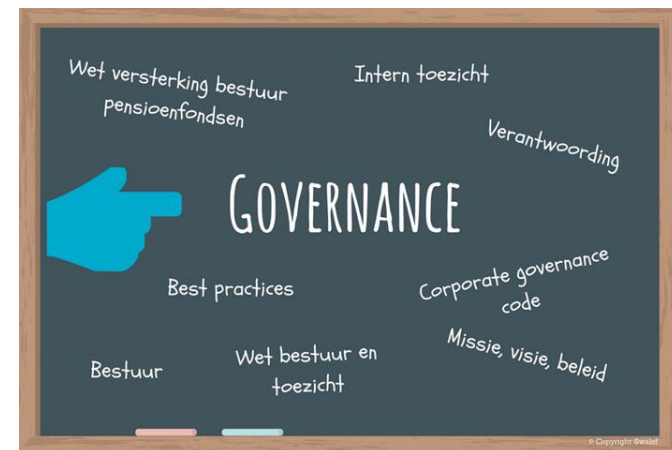 Wet versterking bestuur
pensioenfondsen
Intern toezicht
Verantwoording
GOVERNANCE
Best practices
Corporate governance
code
Missie, visie, beleid
Wet bestuur en
toezicht
Bestuur
© Copyright Swalef